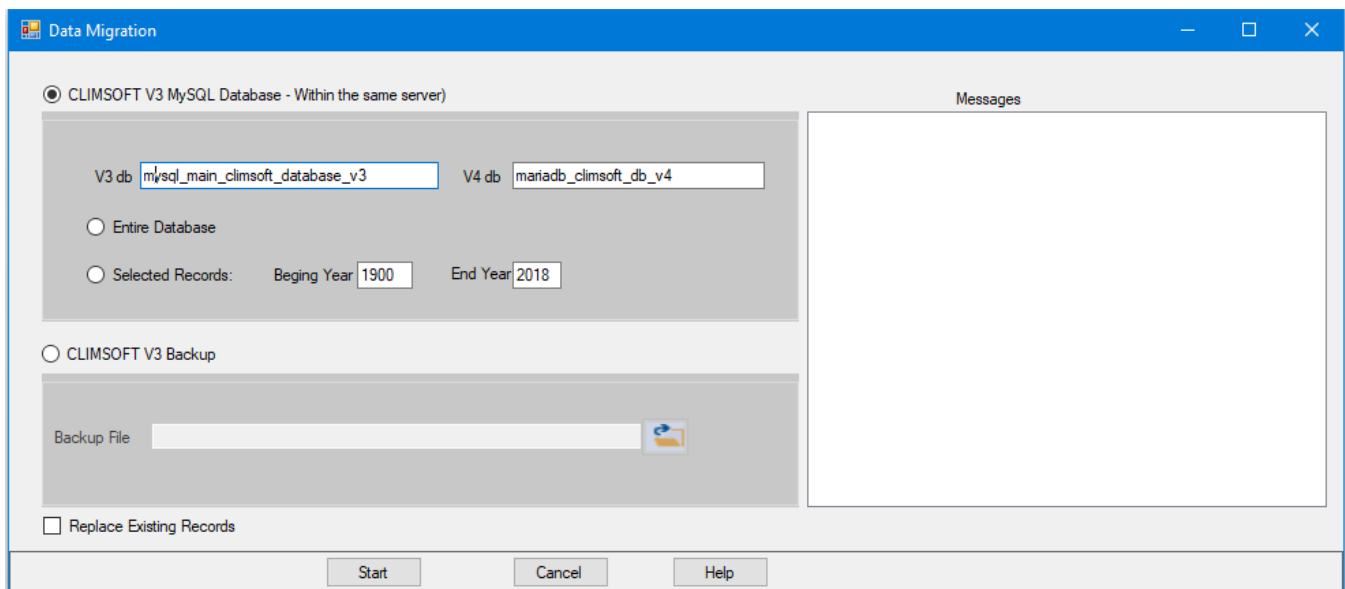 Data Migration
CLIMSOFT V3 MySQL Database - Within the same server)
Messages
V3 db mysql_main_climsoft_database_v3 V4 db mariadb_climsoft_db_v4
Entire Database
Selected Records: Beging Year 1900 End Year 2018
CLIMSOFT V3 Backup
Backup File
Replace Existing Records
Start Cancel Help